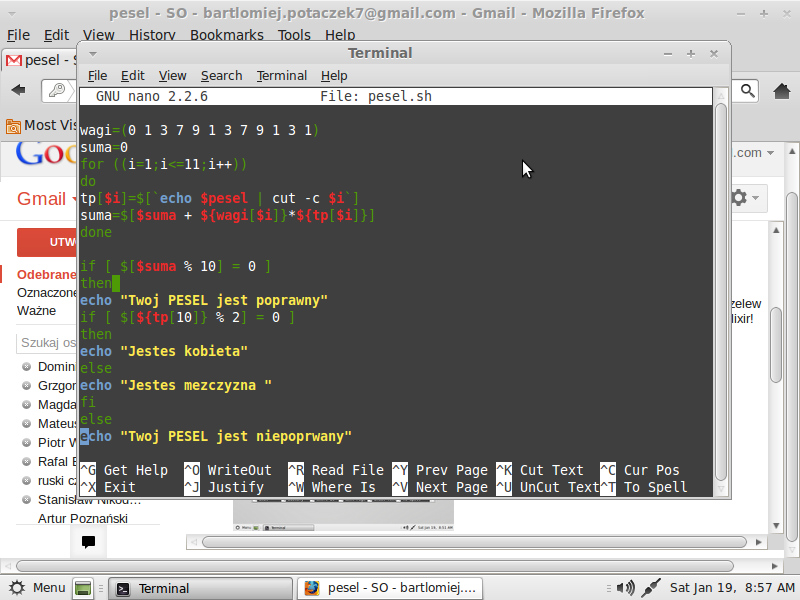 pesel - SO - bartlomiej.potaczek7@gmail.com - Gmail - Mozilla Firefox
File Edit View History Bookmarks Tools Help
pesel -
Terminal
File Edit View Search Terminal Help
GNU nano 2.2.6 File: pesel.sh
Most Vis
wagi=(0 1 3 7 9 1 3 7 9 1 3 1)
suma=0
for ((i=1;i<=11;i++))
do
tp[$i]=$[`echo $pesel | cut -c $i`]
suma=$[$suma + ${wagi[$i]}*${tp[$i]}]
done
if [ $[$suma % 10] = 0 ]
then
echo "Twoj PESEL jest poprawny"
if [ $[${tp[10]} % 2] = 0 ]
then
echo "Jestes kobieta"
else
echo "Jestes mezczyzna "
fi
else
echo "Twoj PESEL jest niepoprwany"
^G Get Help ^O WriteOut ^R Read File ^Y Prev Page ^K Cut Text ^C Cur Pos
^X Exit ^J Justify ^W Where Is ^V Next Page ^U UnCut Text ^T To Spell
Goo
.com
Gmail
UTW
Odebrane
Oznaczone
Ważne
Szukaj os
Domin
Grzgor
Magda
Mateus
Piotr W
Rafał B
ruski cz
Stanisław Nikod...
Artur Poznański
zelew
lixir!
Menu
Terminal
pesel - SO - bartlomiej....
Sat Jan 19, 8:57 AM